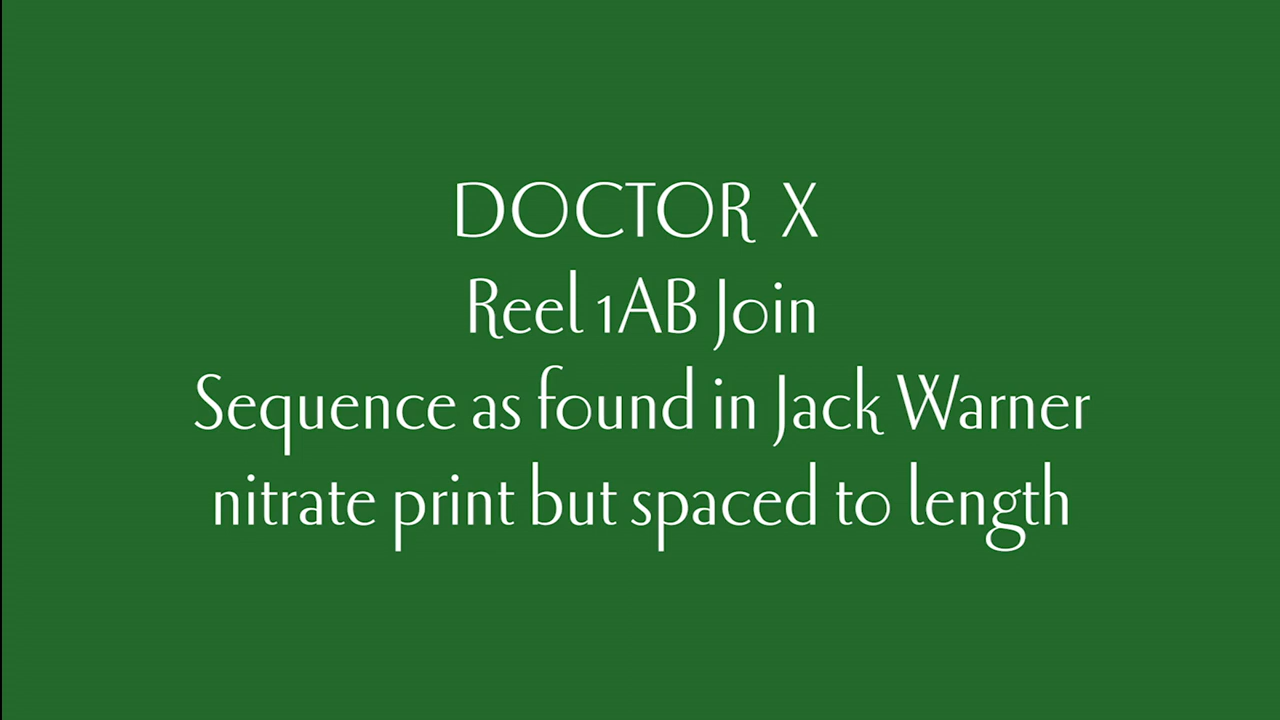 DOCTOR X
Reel 1AB Join
Sequence as found in Jack Warner
nitrate print but spaced to length